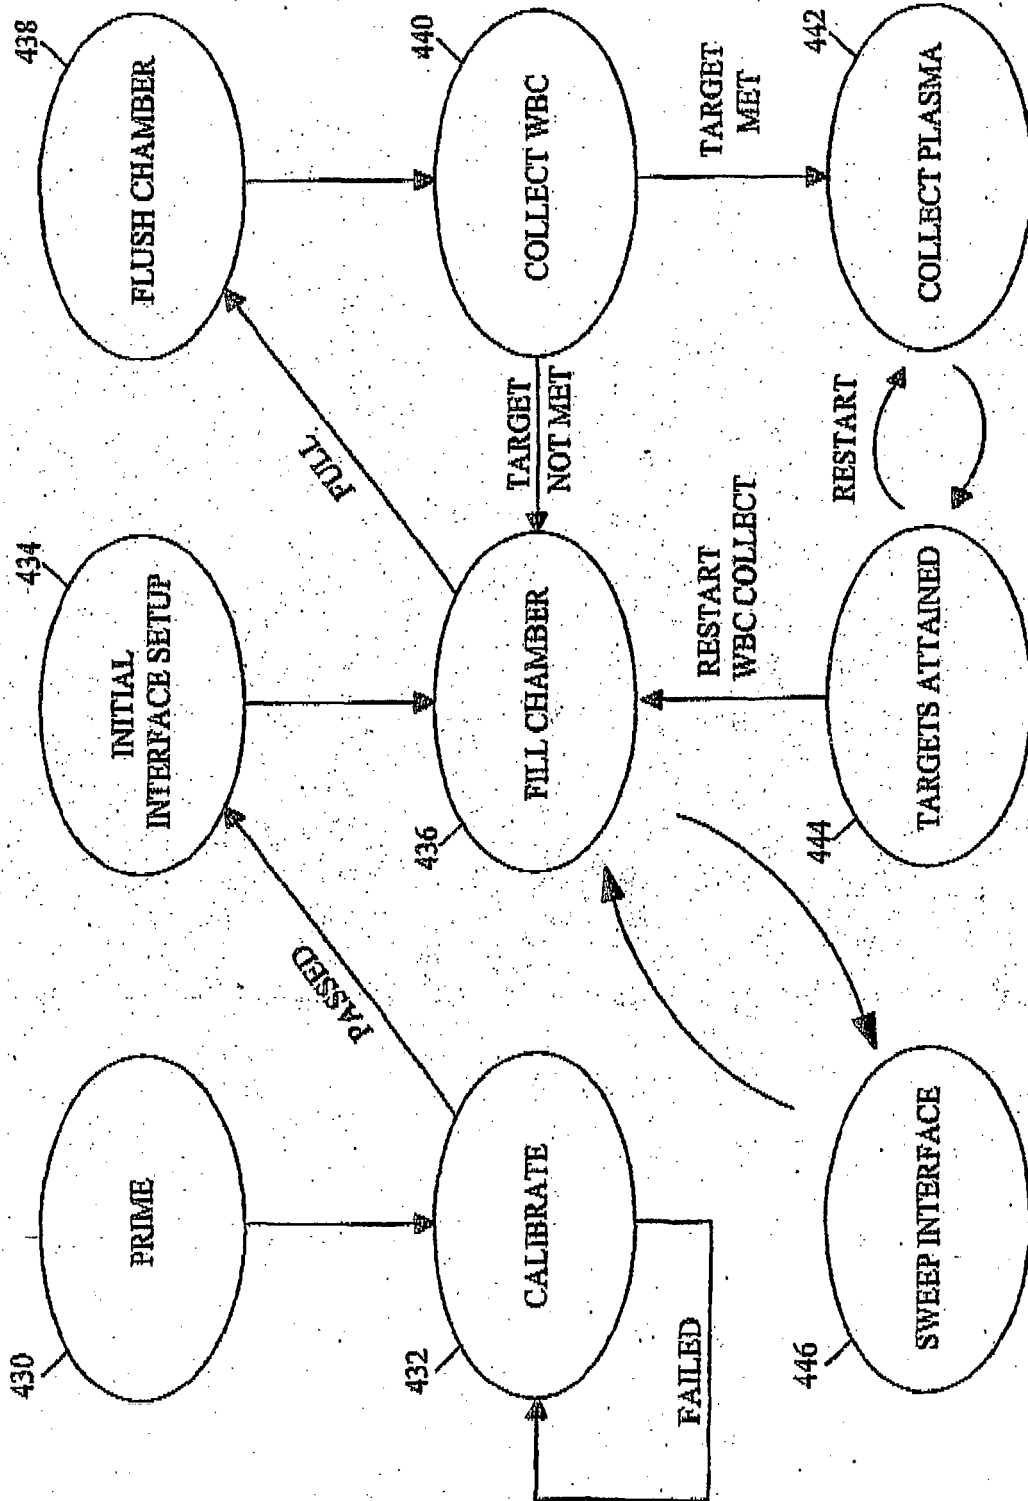 430
PRIME
434
INITIAL
INTERFACE SETUP
438
FLUSH CHAMBER
PASSED
FULL
432
CALIBRATE
436
FILL CHAMBER
TARGET
NOT MET
440
COLLECT WBC
FAILED
RESTART
WBC COLLECT
TARGET
MET
446
SWEEP INTERFACE
444
TARGETS ATTAINED
RESTART
442
COLLECT PLASMA